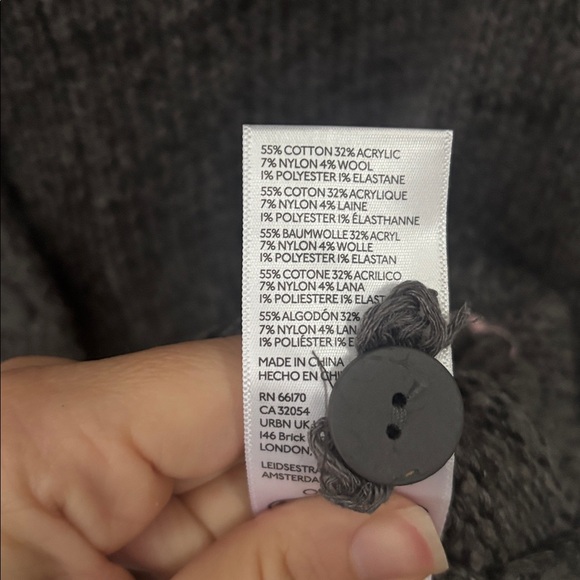 55% COTTON 32% ACRYLIC
7% NYLON 4% WOOL
1% POLYESTER 1% ELASTANE
55% COTON 32% ACRYLIQUE
7% NYLON 4% LAINE
1% POLYESTER 1% ÉLASTHANNE
55% BAUMWOLLE 32% ACRYL
7% NYLON 4% WOLLE
1% POLYESTER 1% ELASTAN
55% COTONE 32% ACRILICO
7% NYLON 4% LANA
1% POLIESTERE 1%
55% ALGODÓN 32%
7% NYLON 4%
1% POLIÉSTER 1%
MADE IN CHINA
HECHO EN
RN 66170
CA 32054
URBN UK
146 Brick
LONDON,